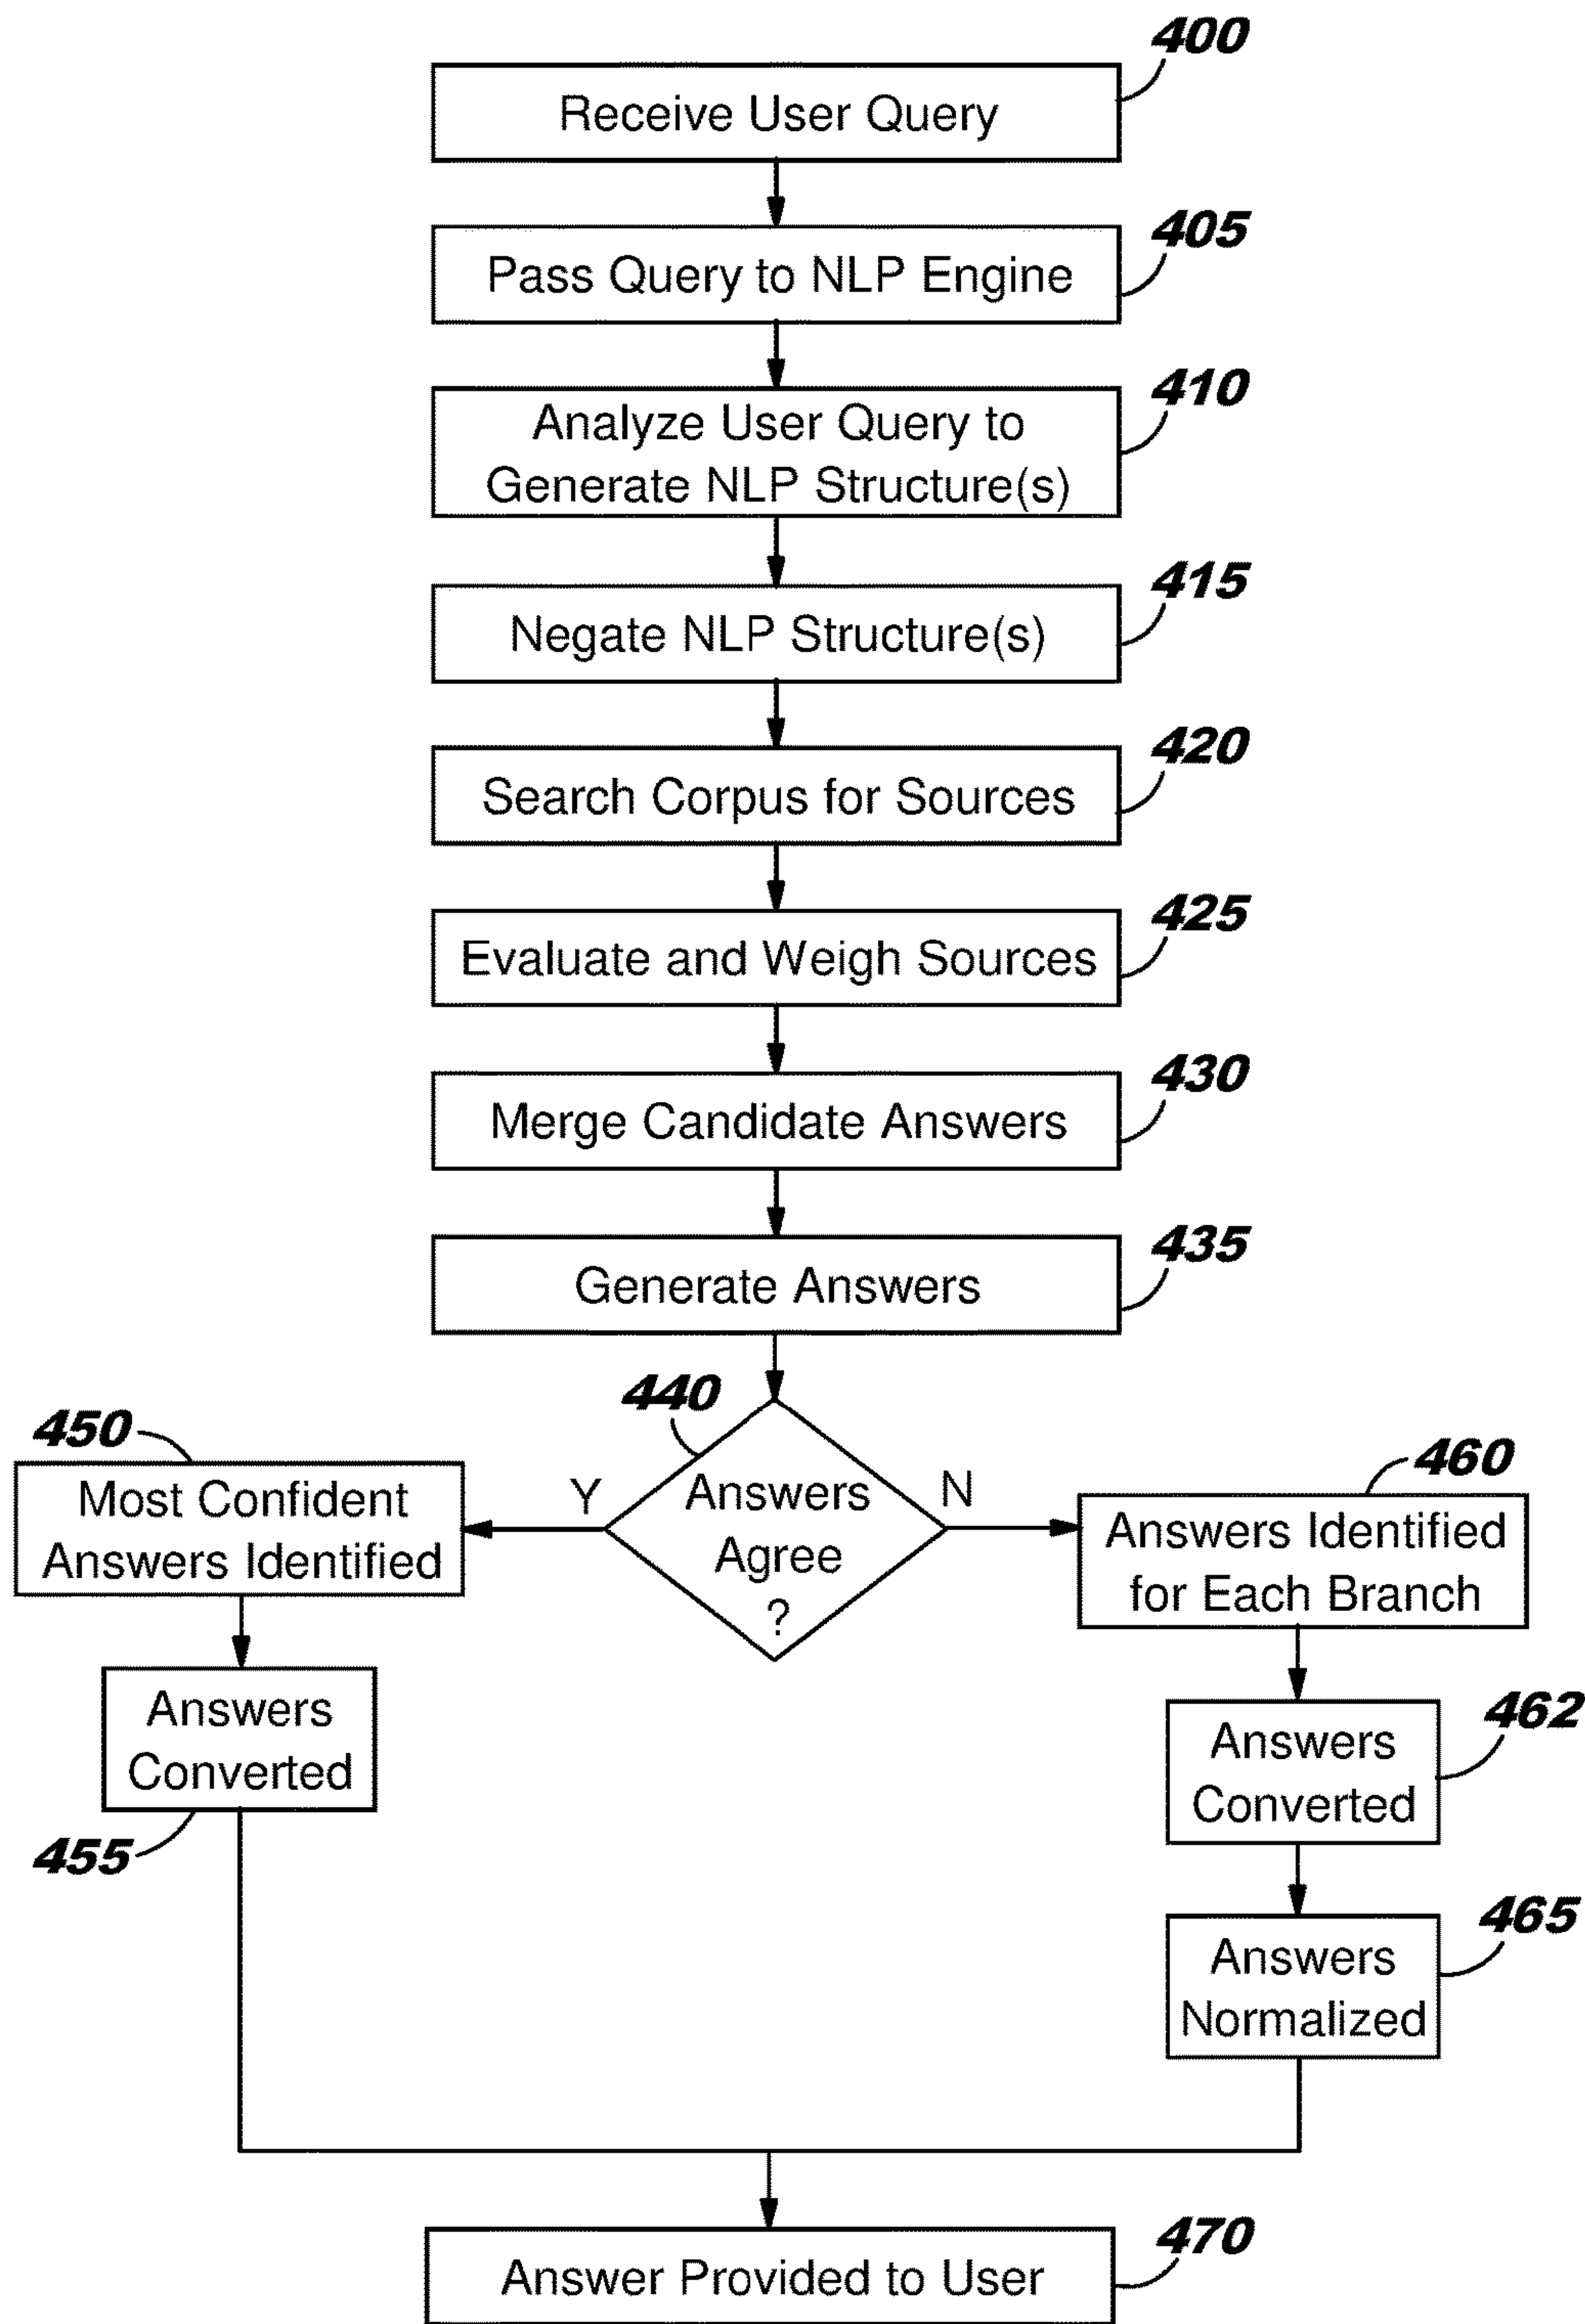 400
Receive User Query
405
Pass Query to NLP Engine
410
Analyze User Query to
Generate NLP Structure(s)
415
Negate NLP Structure(s)
420
Search Corpus for Sources
425
Evaluate and Weigh Sources
430
Merge Candidate Answers
435
Generate Answers
440
Answers
Agree
?
Y
N
450
Most Confident
Answers Identified
Answers
Converted
455
460
Answers Identified
for Each Branch
462
Answers
Converted
465
Answers
Normalized
470
Answer Provided to User